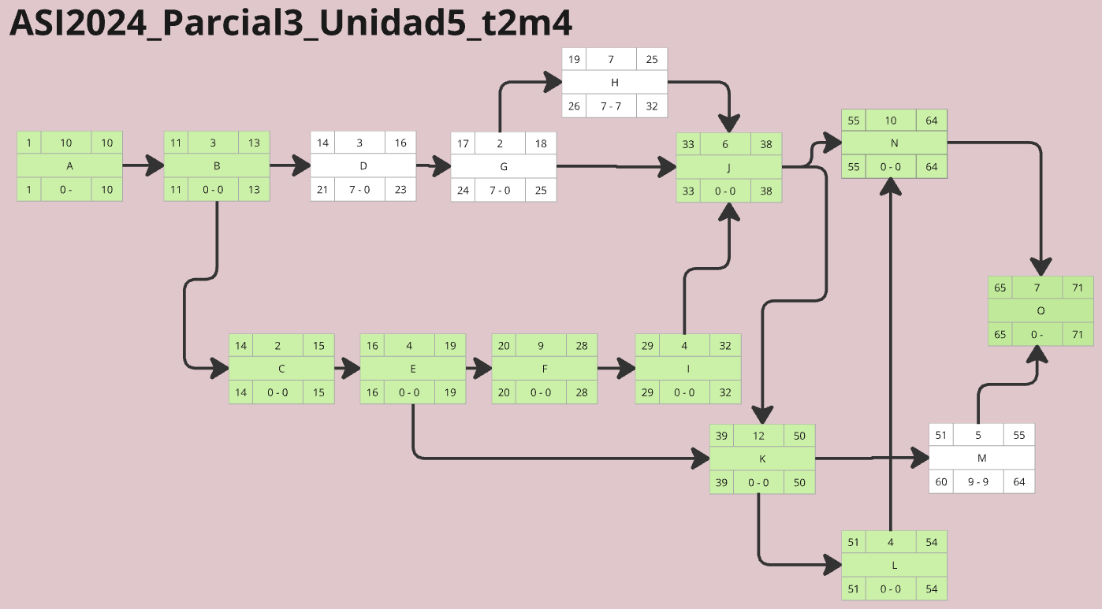 ASI2024_Parcial3_Unidad5_t2m4
19 7 25
H
26 7 - 7 32
1 10 10
A
1 0 - 10
11 3 13
B
11 0 - 0 13
14 3 16
D
21 7 - 0 23
17 2 18
G
24 7 - 0 25
33 6 38
J
33 0 - 0 38
55 10 64
N
55 0 - 0 64
65 7 71
O
65 0 - 71
14 2 15
C
14 0 - 0 15
16 4 19
E
16 0 - 0 19
20 9 28
F
20 0 - 0 28
29 4 32
I
29 0 - 0 32
39 12 50
K
39 0 - 0 50
51 5 55
M
60 9 - 9 64
51 4 54
L
51 0 - 0 54